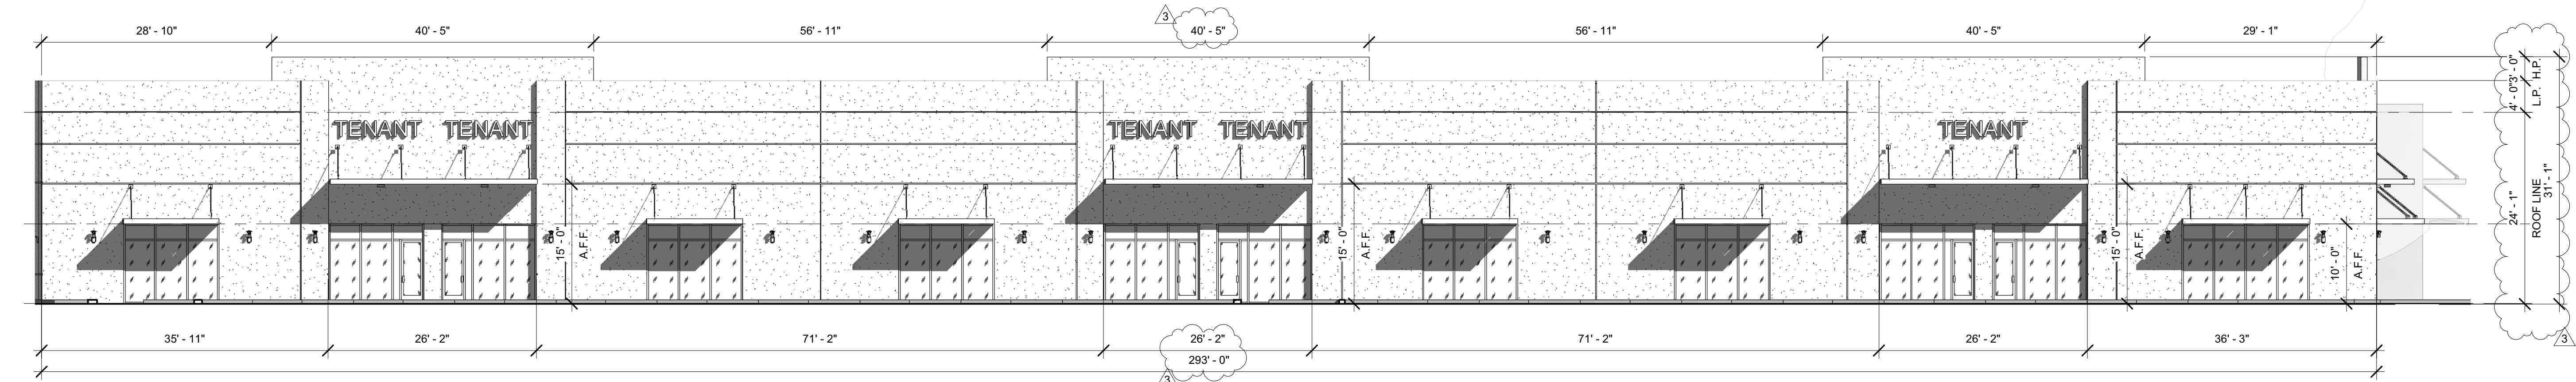 3
28' - 10" 40' - 5" 56' - 11" 40' - 5" 56' - 11" 40' - 5" 29' - 1"
3' - 0" H.P.
4' - 0" L.P.
TENANT TENANT TENANT TENANT TENANT
24' - 1" ROOF LINE 31' - 1"
15' - 0" A.F.F. 15' - 0" A.F.F. 15' - 0" A.F.F. 10' - 0" A.F.F.
35' - 11" 26' - 2" 71' - 2" 26' - 2" 71' - 2" 26' - 2" 36' - 3"
3
293' - 0"
3